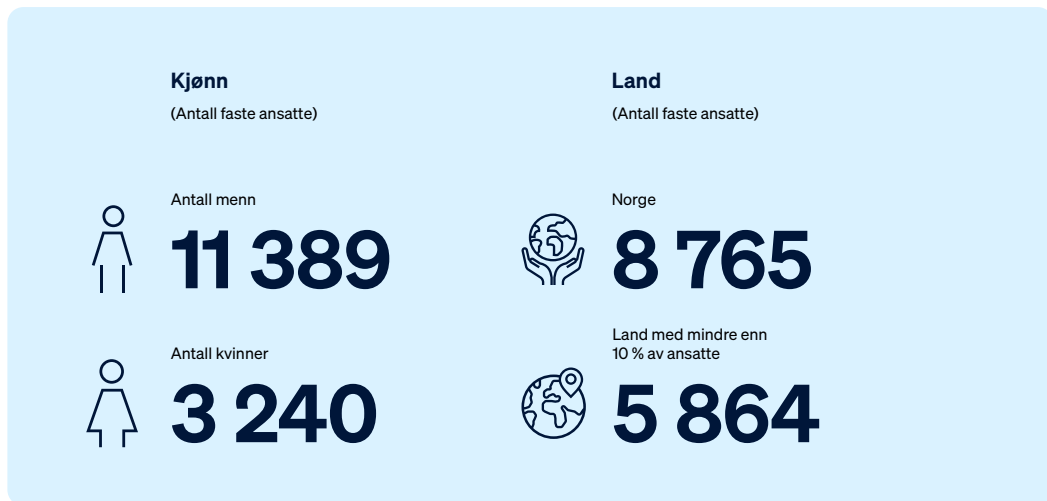 Kjønn
(Antall faste ansatte)
Antall menn
11 389
Antall kvinner
3 240
Land
(Antall faste ansatte)
Norge
8 765
Land med mindre enn
10 % av ansatte
5 864